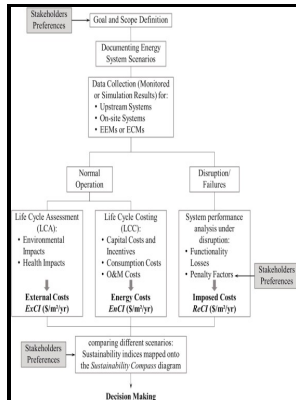 Stakeholders
Preferences
Goal and Scope Definition
Documenting Energy
System Scenarios
Data Collection (Monitored
or Simulation Results) for:
• Upstream Systems
• On-site Systems
• EEMs or ECMs
Normal
Operation
Disruption/
Failures
Life Cycle Assessment
(LCA):
• Environmental
Impacts
• Health Impacts
External Costs
ExCI ($/m²/yr)
Life Cycle Costing
(LCC):
• Capital Costs and
Incentives
• Consumption Costs
• O&M Costs
Energy Costs
EnCI ($/m²/yr)
System performance
analysis under
disruption:
• Functionality
Losses
• Penalty Factors
Imposed Costs
ReCI ($/m²/yr)
Stakeholders
Preferences
Stakeholders
Preferences
comparing different scenarios:
Sustainability indices mapped onto
the Sustainability Compass diagram
Decision Making